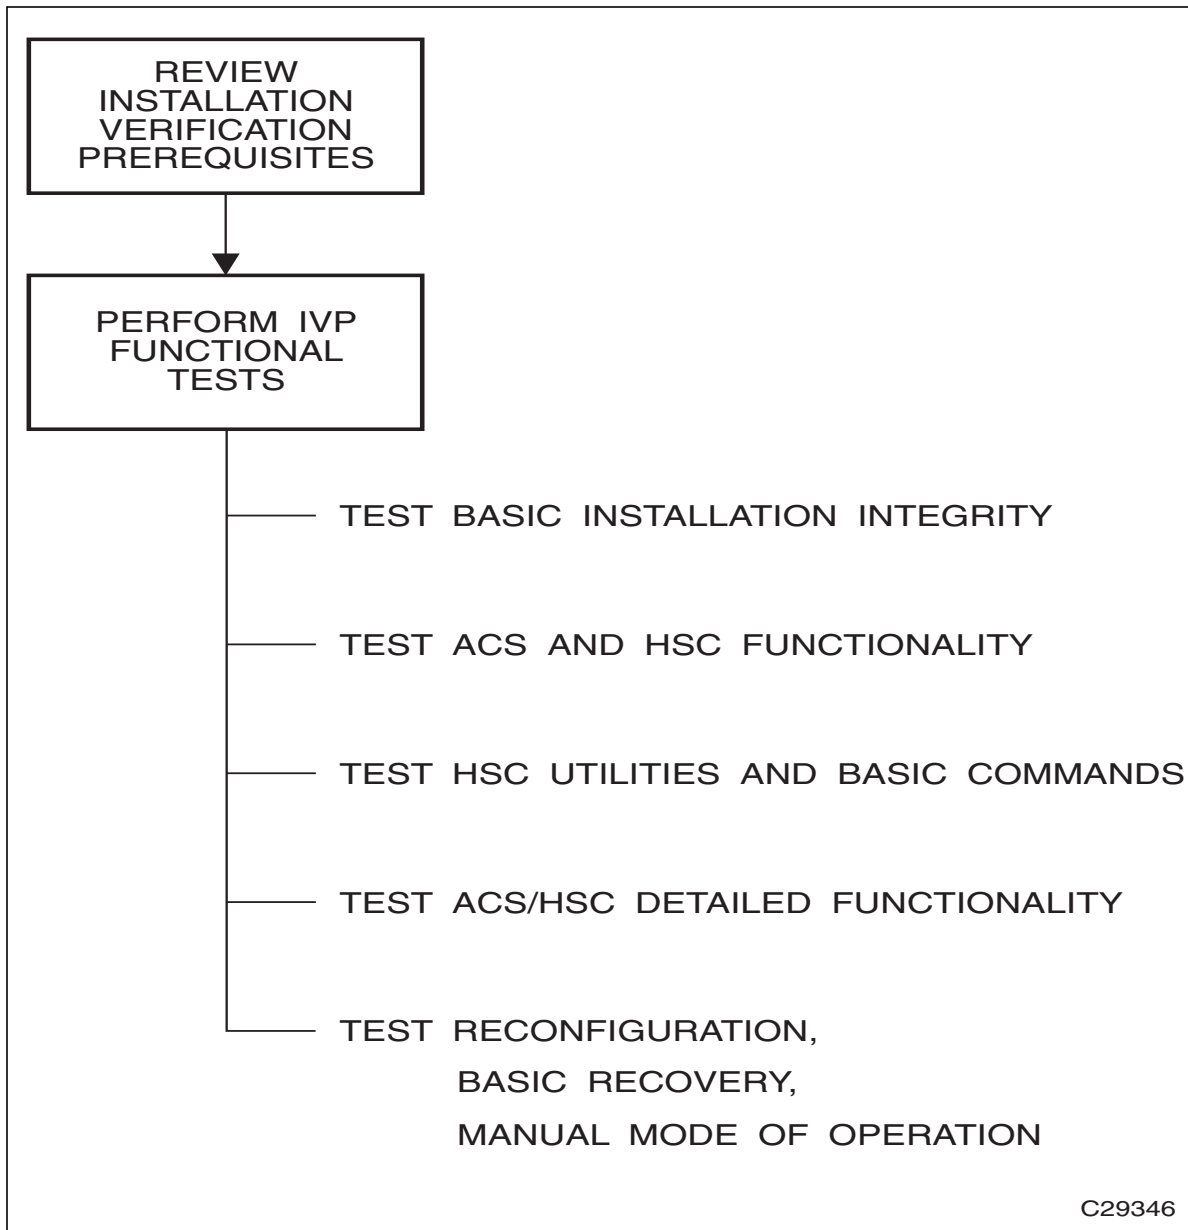 REVIEW
INSTALLATION
VERIFICATION
PREREQUISITES
PERFORM IVP
FUNCTIONAL
TESTS
TEST BASIC INSTALLATION INTEGRITY
TEST ACS AND HSC FUNCTIONALITY
TEST HSC UTILITIES AND BASIC COMMANDS
TEST ACS/HSC DETAILED FUNCTIONALITY
TEST RECONFIGURATION,
BASIC RECOVERY,
MANUAL MODE OF OPERATION
C29346